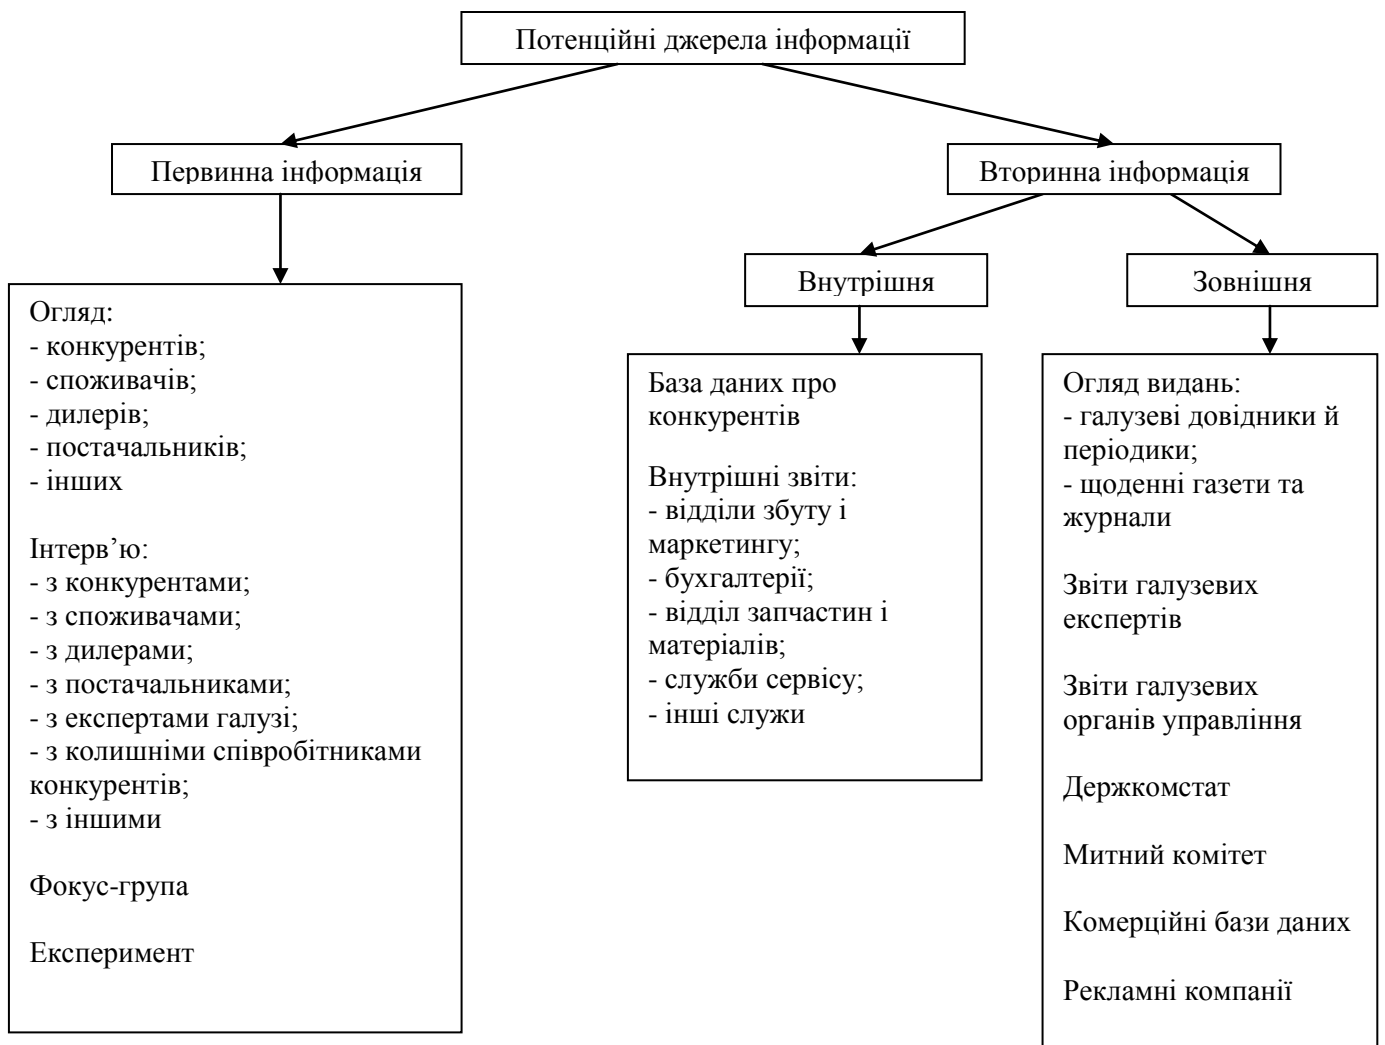 Потенційні джерела інформації
Первинна інформація
Вторинна інформація
Внутрішня
Зовнішня
Огляд:
- конкурентів;
- споживачів;
- дилерів;
- постачальників;
- інших
Інтерв’ю:
- з конкурентами;
- з споживачами;
- з дилерами;
- з постачальниками;
- з експертами галузі;
- з колишніми співробітниками
конкурентів;
- з іншими
Фокус-група
Експеримент
База даних про
конкурентів
Внутрішні звіти:
- відділи збуту і
маркетингу;
- бухгалтерії;
- відділ запчастин і
матеріалів;
- служби сервісу;
- інші служи
Огляд видань:
- галузеві довідники й
періодики;
- щоденні газети та
журнали
Звіти галузевих
експертів
Звіти галузевих
органів управління
Держкомстат
Митний комітет
Комерційні бази даних
Рекламні компанії